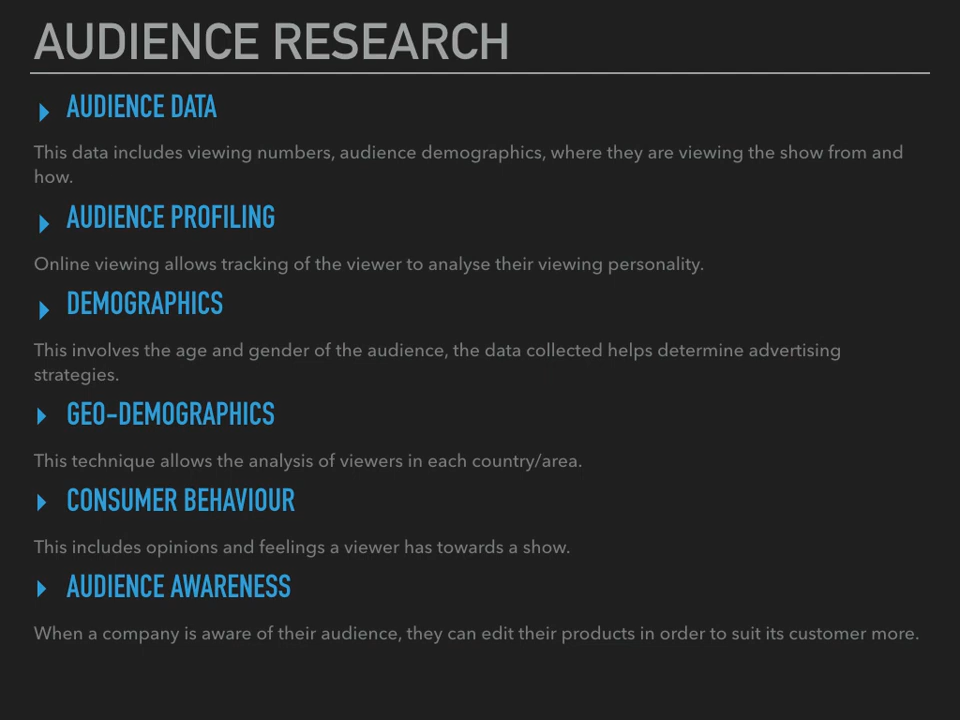 AUDIENCE RESEARCH
AUDIENCE DATA
This data includes viewing numbers, audience demographics, where they are viewing the show from and
how.
AUDIENCE PROFILING
Online viewing allows tracking of the viewer to analyse their viewing personality.
DEMOGRAPHICS
This involves the age and gender of the audience, the data collected helps determine advertising
strategies.
GEO-DEMOGRAPHICS
This technique allows the analysis of viewers in each country/area.
CONSUMER BEHAVIOUR
This includes opinions and feelings a viewer has towards a show.
AUDIENCE AWARENESS
When a company is aware of their audience, they can edit their products in order to suit its customer more.